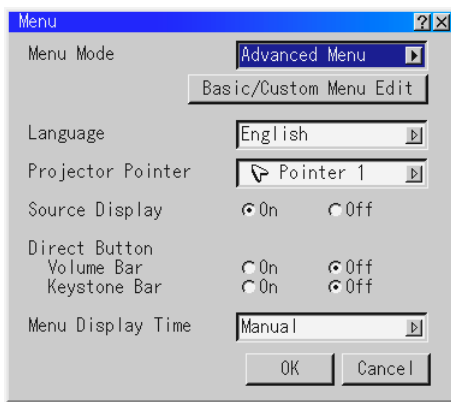 Menu
Menu Mode Advanced Menu
Basic/Custom Menu Edit
Language English
Projector Pointer Pointer 1
Source Display On Off
Direct Button
Volume Bar On Off
Keystone Bar On Off
Menu Display Time Manual
OK Cancel